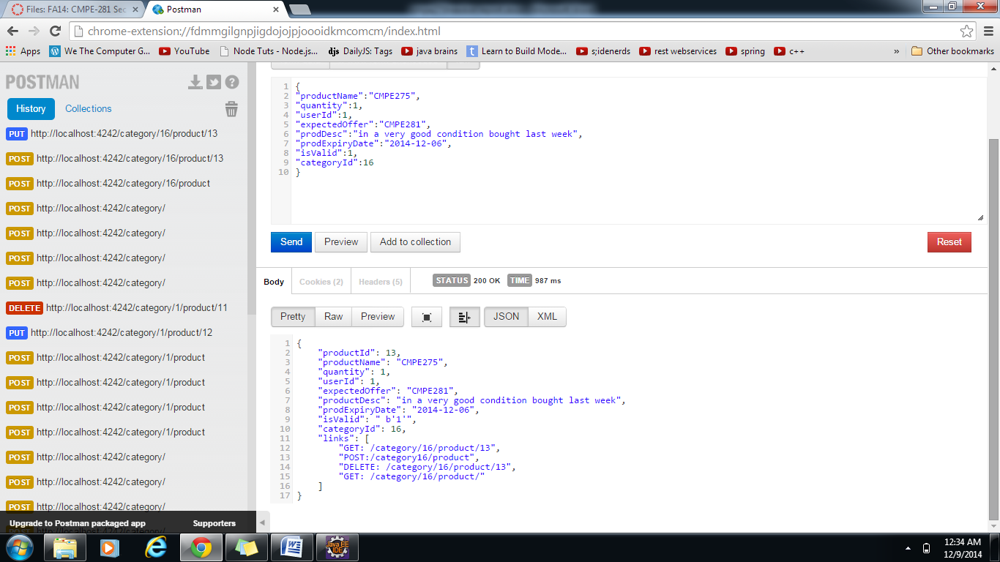 Files: FA14: CMPE-281 Sec
Postman
chrome-extension://fdmmgilgnpjigdojojpjoooidkmcomcm/index.html
Apps
We The Computer G...
YouTube
Node Tuts - Node.js...
djs DailyJS: Tags
java brains
Learn to Build Mode...
s;idenerds
rest webservices
spring
c++
»
Other bookmarks
POSTMAN
History
Collections
PUT http://localhost:4242/category/16/product/13
POST http://localhost:4242/category/16/product/13
POST http://localhost:4242/category/16/product
POST http://localhost:4242/category/
POST http://localhost:4242/category/
POST http://localhost:4242/category/
POST http://localhost:4242/category/
DELETE http://localhost:4242/category/1/product/11
PUT http://localhost:4242/category/1/product/12
POST http://localhost:4242/category/1/product
POST http://localhost:4242/category/1/product
POST http://localhost:4242/category/1/product
POST http://localhost:4242/category/1/product
POST http://localhost:4242/category/
POST http://localhost:4242/category/
POST http://localhost:4242/category/
Upgrade to Postman packaged app
Supporters
1 {
2 "productName":"CMPE275",
3 "quantity":1,
4 "userId":1,
5 "expectedOffer":"CMPE281",
6 "prodDesc":"in a very good condition bought last week",
7 "prodExpiryDate":"2014-12-06",
8 "isValid":1,
9 "categoryId":16
10 }
Send
Preview
Add to collection
Reset
Body
Cookies (2)
Headers (5)
STATUS 200 OK
TIME 987 ms
Pretty
Raw
Preview
JSON
XML
1 {
2 "productId": 13,
3 "productName": "CMPE275",
4 "quantity": 1,
5 "userId": 1,
6 "expectedOffer": "CMPE281",
7 "productDesc": "in a very good condition bought last week",
8 "prodExpiryDate": "2014-12-06",
9 "isValid": " b'1'",
10 "categoryId": 16,
11 "links": [
12 "GET: /category/16/product/13",
13 "POST:/category16/product",
14 "DELETE: /category/16/product/13",
15 "GET: /category/16/product/"
16 ]
17 }
Java EE
IDE
12:34 AM
12/9/2014